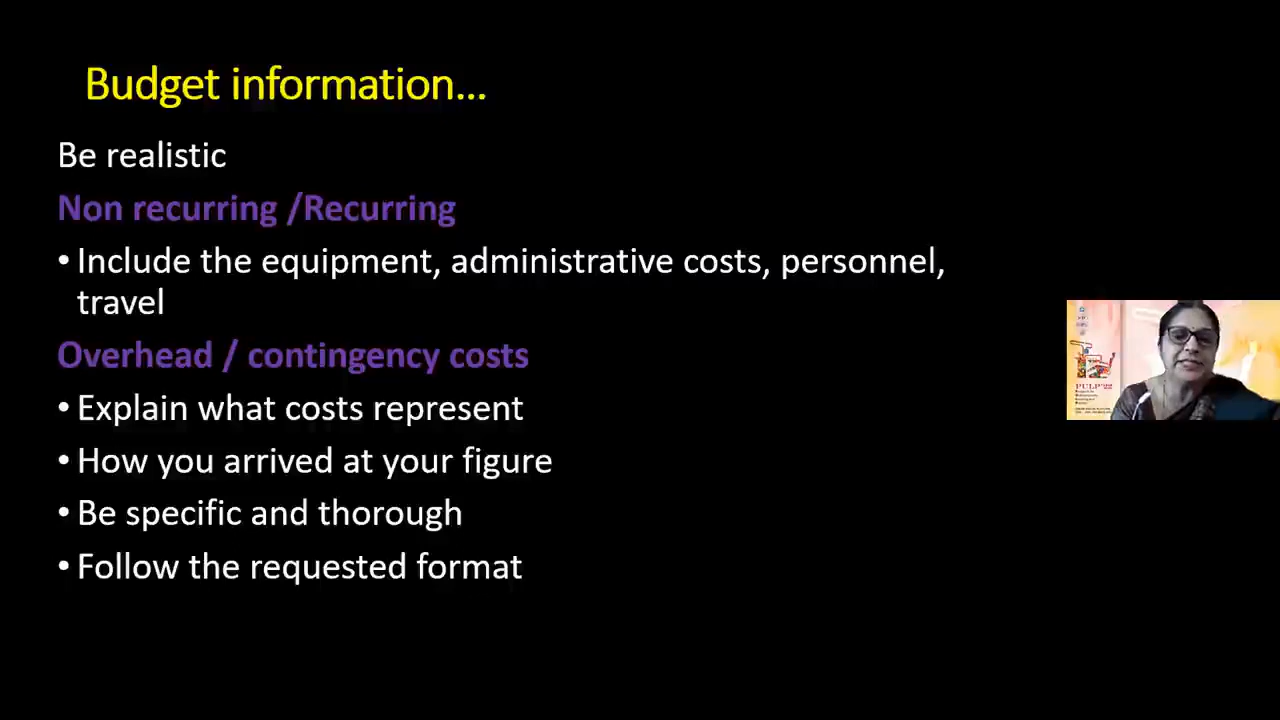 Budget information...
Be realistic
Non recurring /Recurring
• Include the equipment, administrative costs, personnel,
travel
Overhead / contingency costs
• Explain what costs represent
• How you arrived at your figure
• Be specific and thorough
• Follow the requested format
PULP